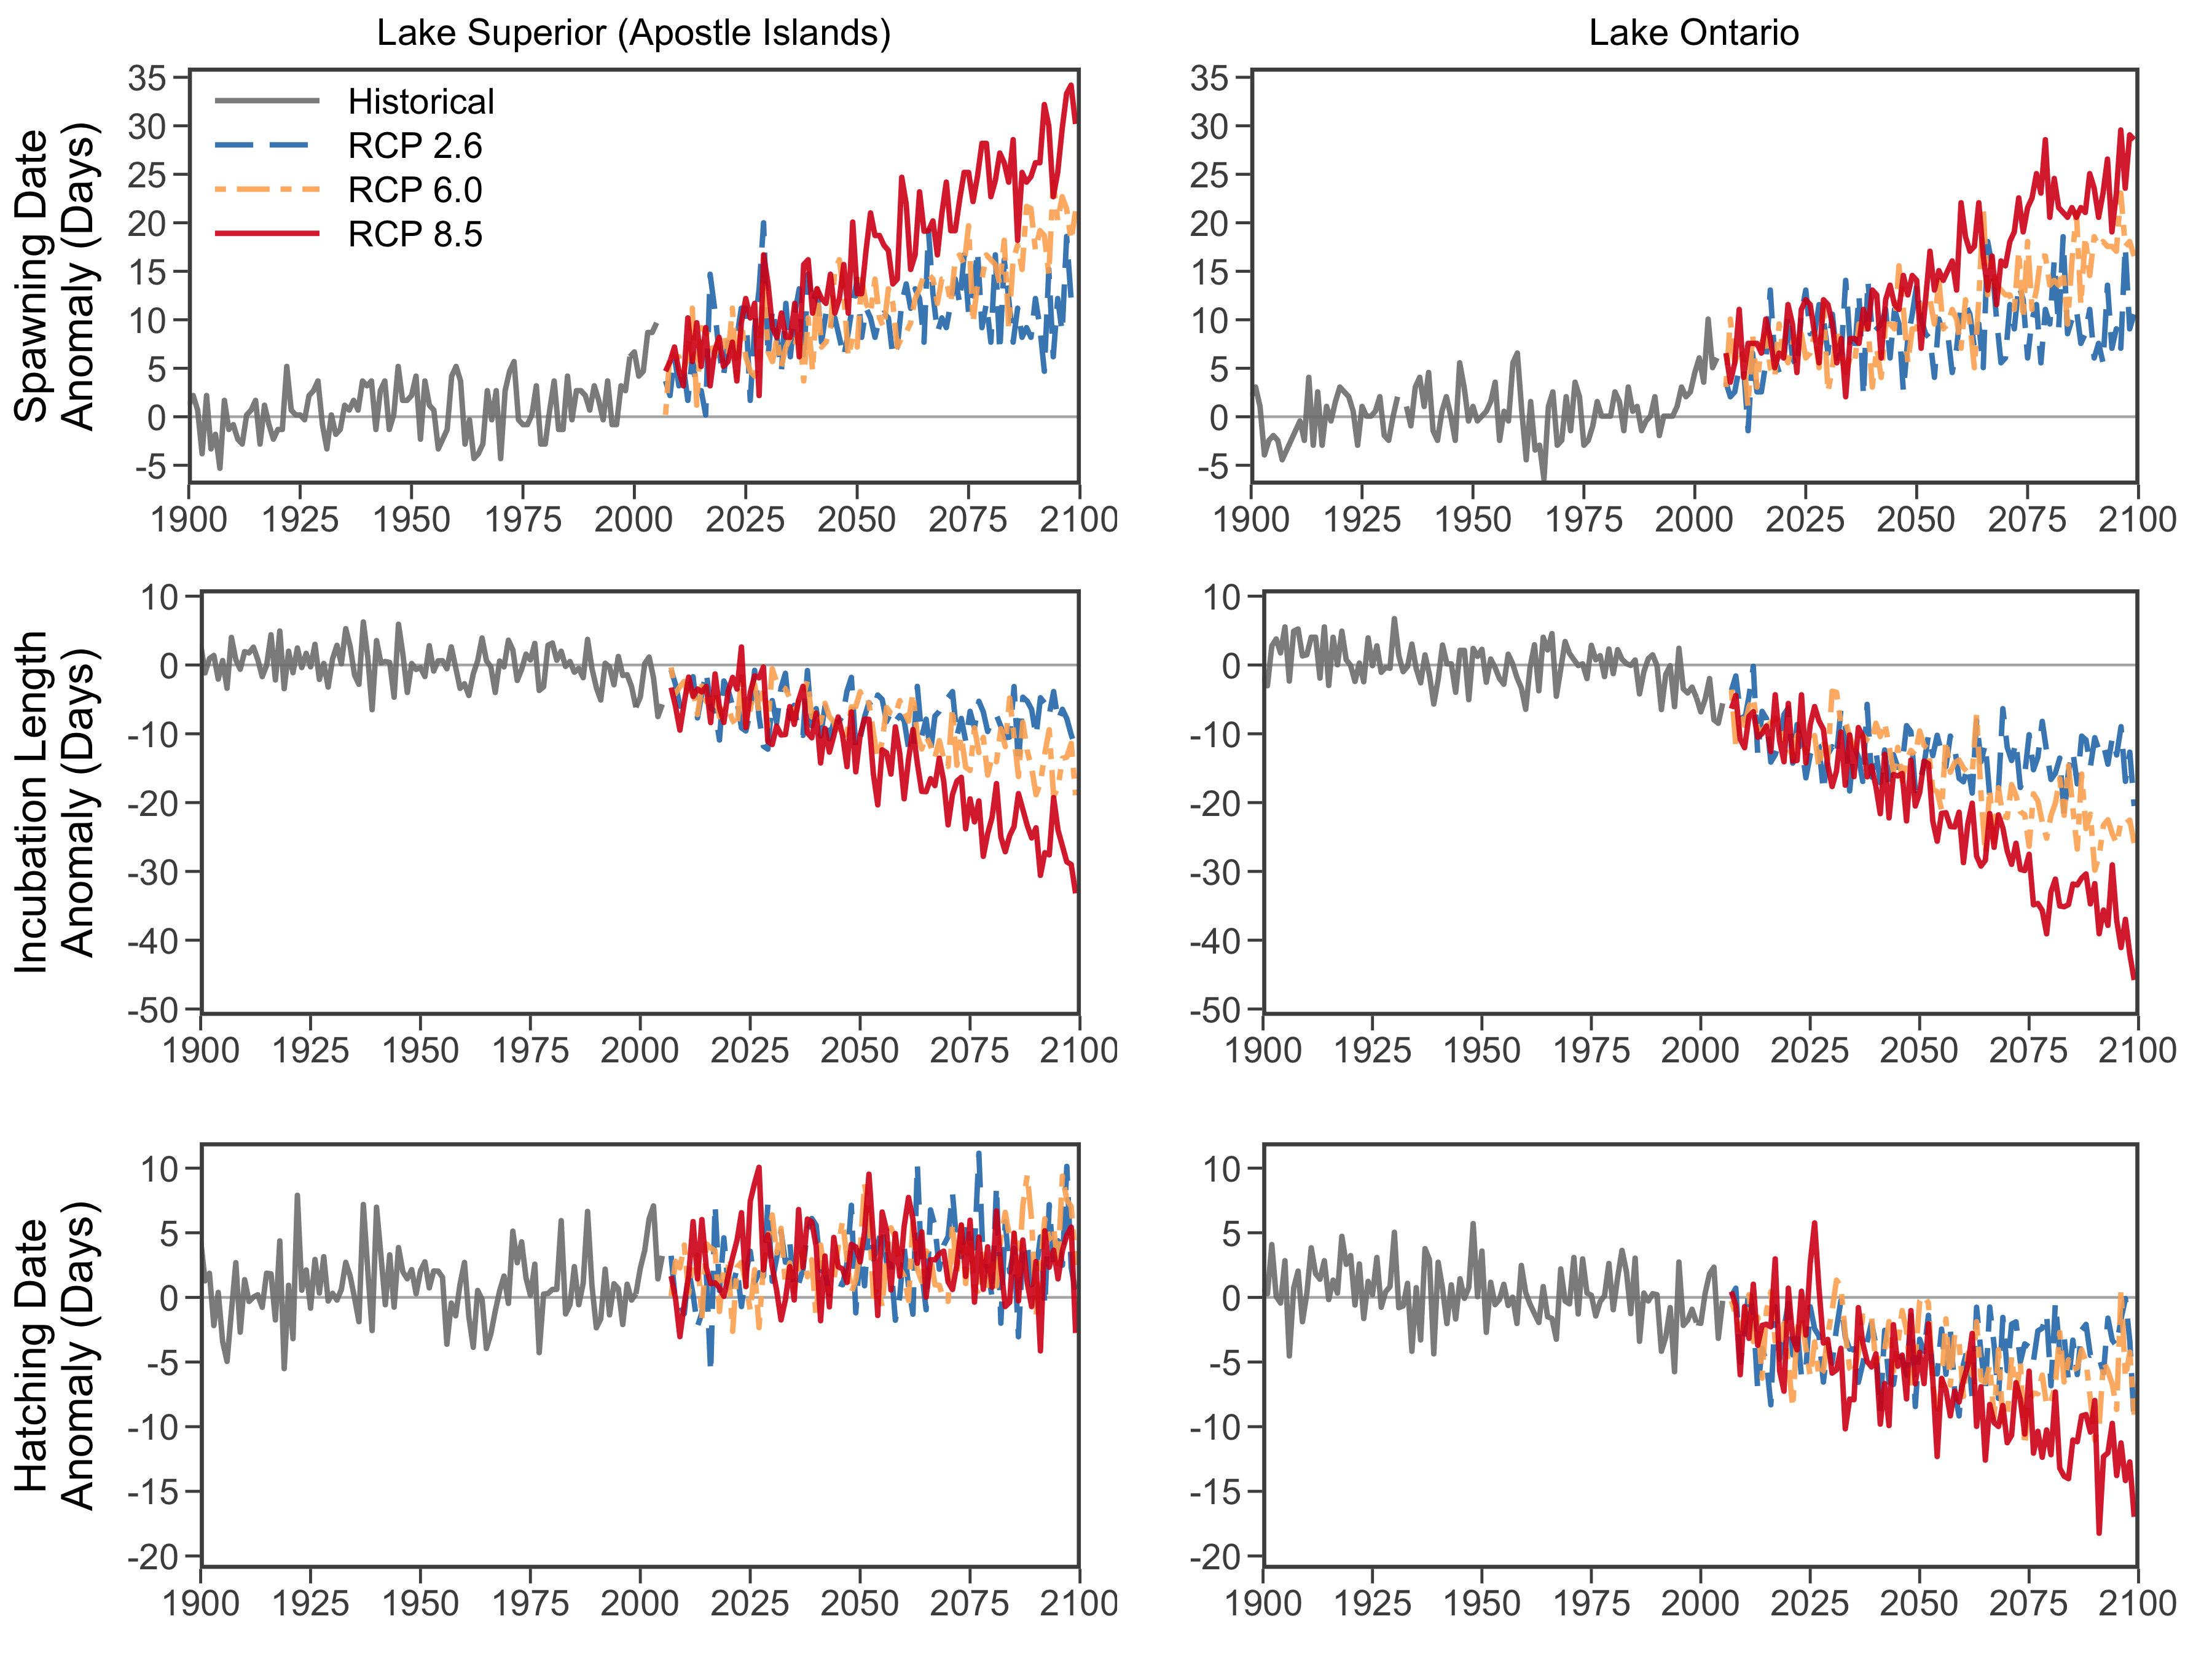 Lake Superior (Apostle Islands)
Lake Ontario
Spawning Date
Anomaly (Days)
35
30
25
20
15
10
5
0
-5
Historical
RCP 2.6
RCP 6.0
RCP 8.5
1900 1925 1950 1975 2000 2025 2050 2075 2100
35
30
25
20
15
10
5
0
-5
1900 1925 1950 1975 2000 2025 2050 2075 2100
Incubation Length
Anomaly (Days)
10
0
-10
-20
-30
-40
-50
1900 1925 1950 1975 2000 2025 2050 2075 2100
10
0
-10
-20
-30
-40
-50
1900 1925 1950 1975 2000 2025 2050 2075 2100
Hatching Date
Anomaly (Days)
10
5
0
-5
-10
-15
-20
1900 1925 1950 1975 2000 2025 2050 2075 2100
10
5
0
-5
-10
-15
-20
1900 1925 1950 1975 2000 2025 2050 2075 2100